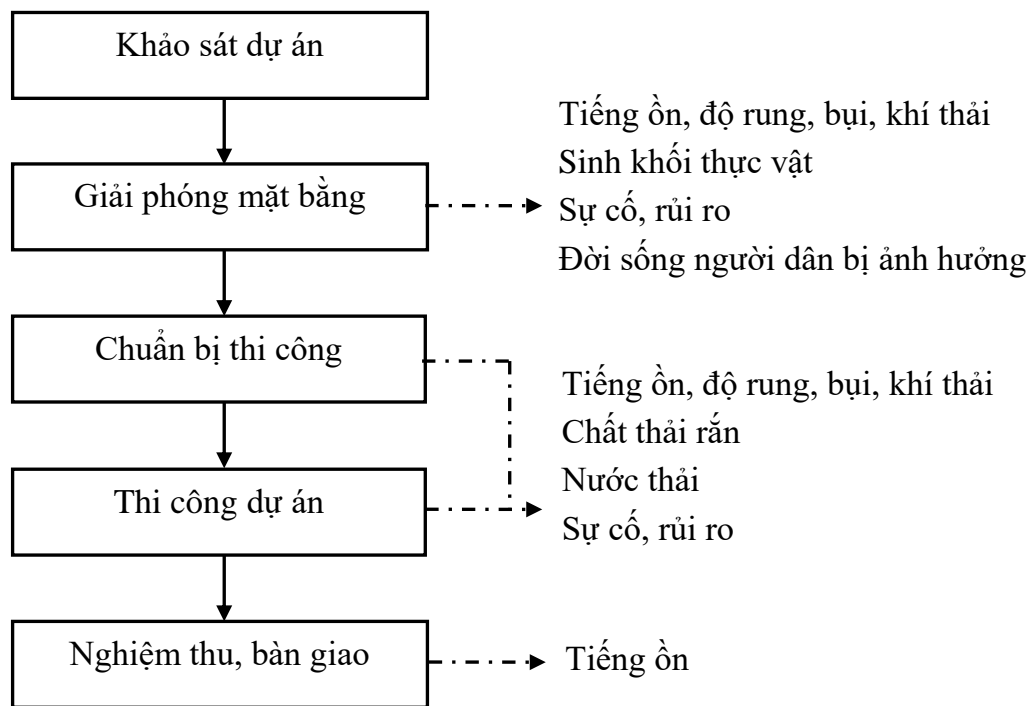 Khảo sát dự án
Tiếng ồn, độ rung, bụi, khí thải
Sinh khối thực vật
Giải phóng mặt bằng
Sự cố, rủi ro
Đời sống người dân bị ảnh hưởng
Chuẩn bị thi công
Tiếng ồn, độ rung, bụi, khí thải
Chất thải rắn
Nước thải
Thi công dự án
Sự cố, rủi ro
Nghiệm thu, bàn giao
Tiếng ồn